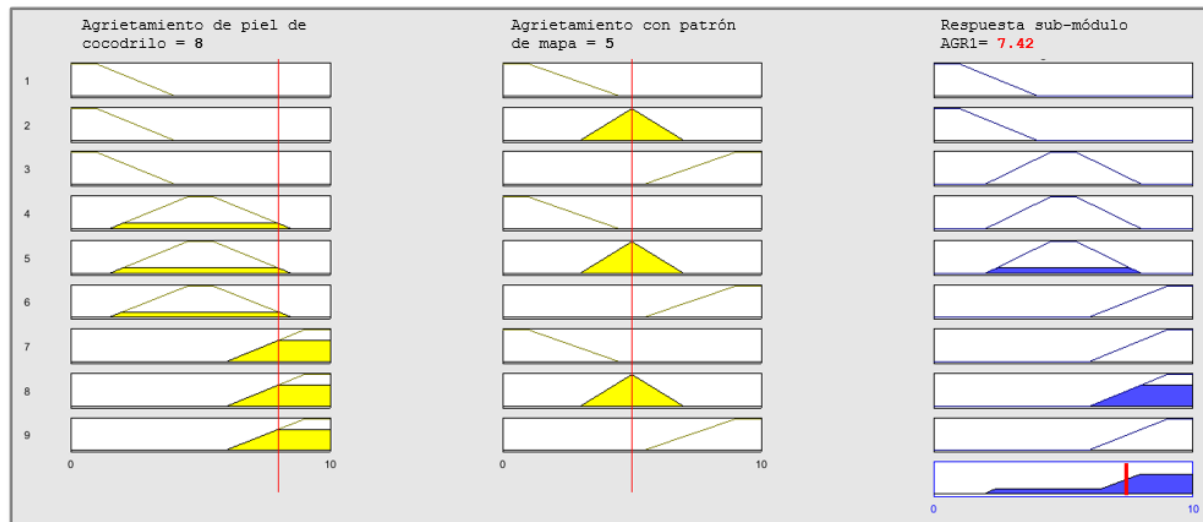 Agrietamiento de piel de
cocodrilo = 8
Agrietamiento con patrón
de mapa = 5
Respuesta sub-módulo
AGR1= 7.42
1
2
3
4
5
6
7
8
9
0 10
0 10
0 10